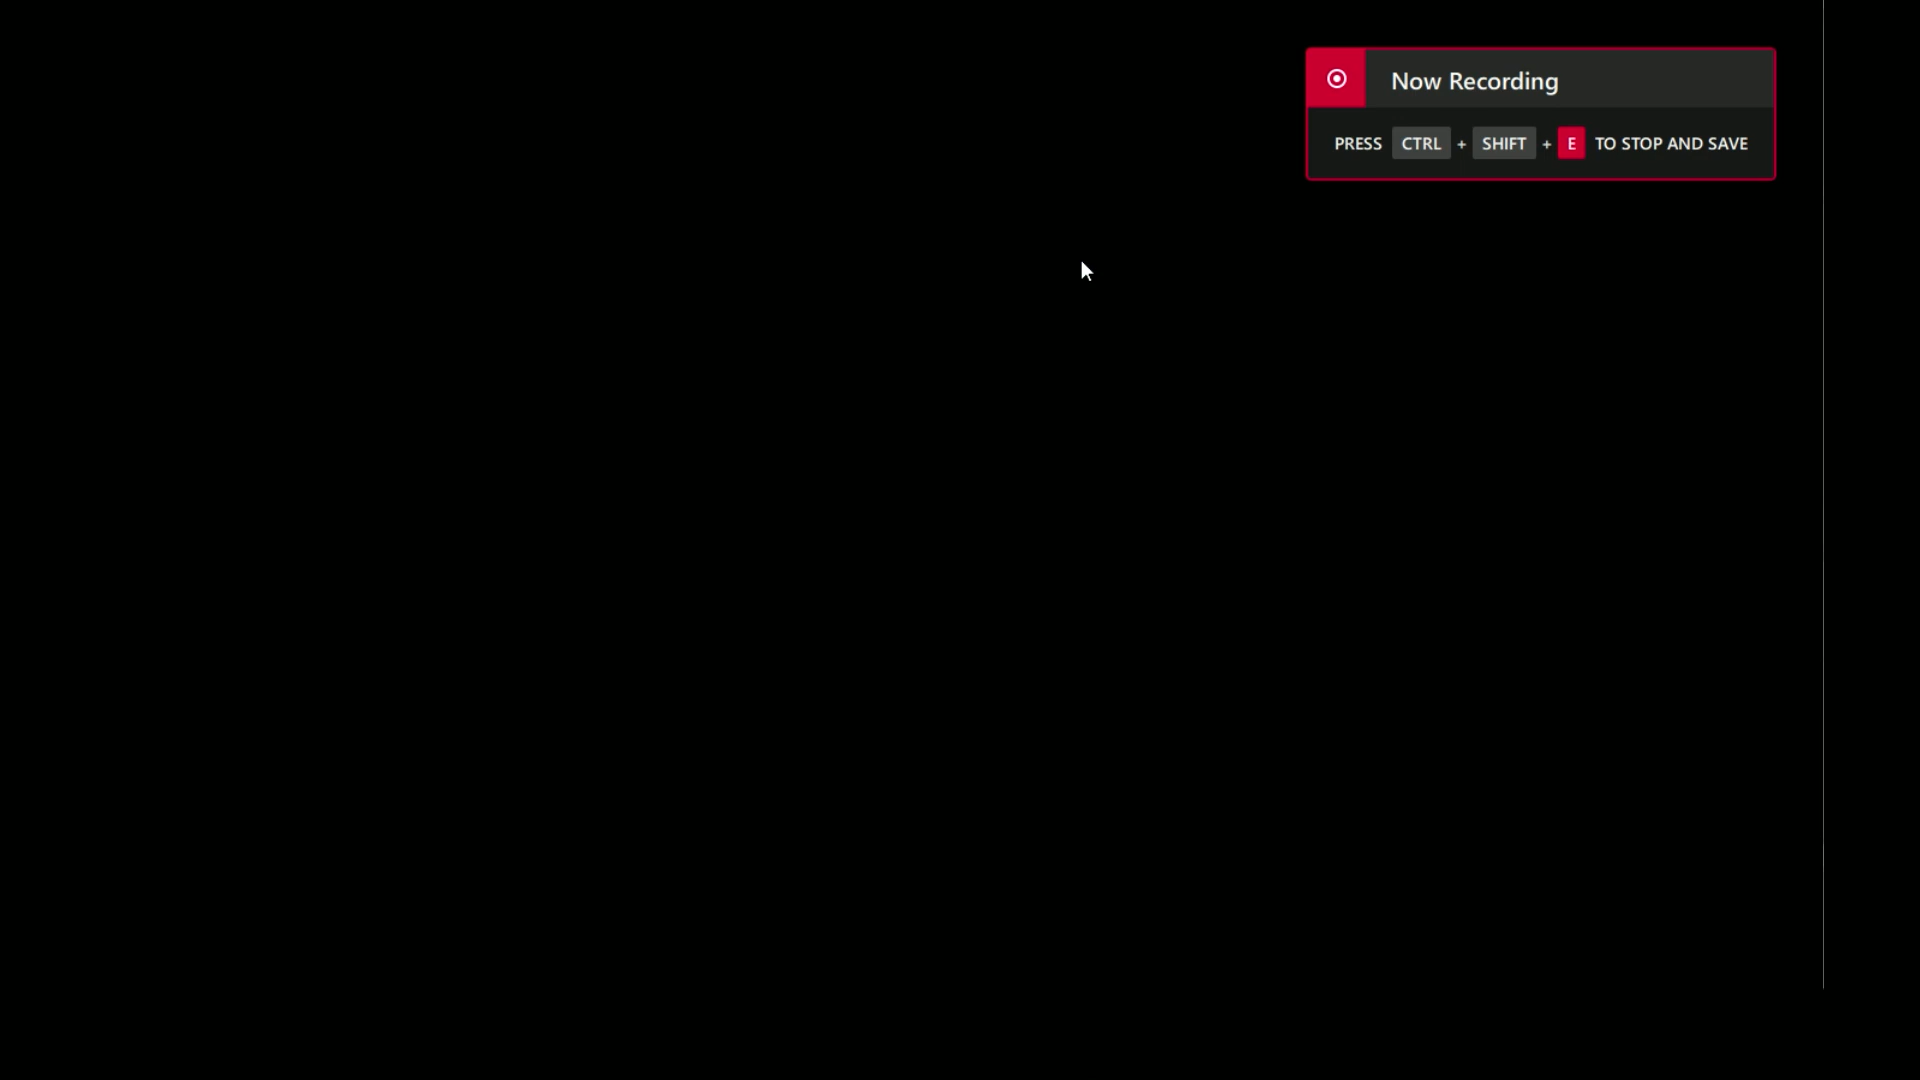 Now Recording
PRESS CTRL + SHIFT + E TO STOP AND SAVE